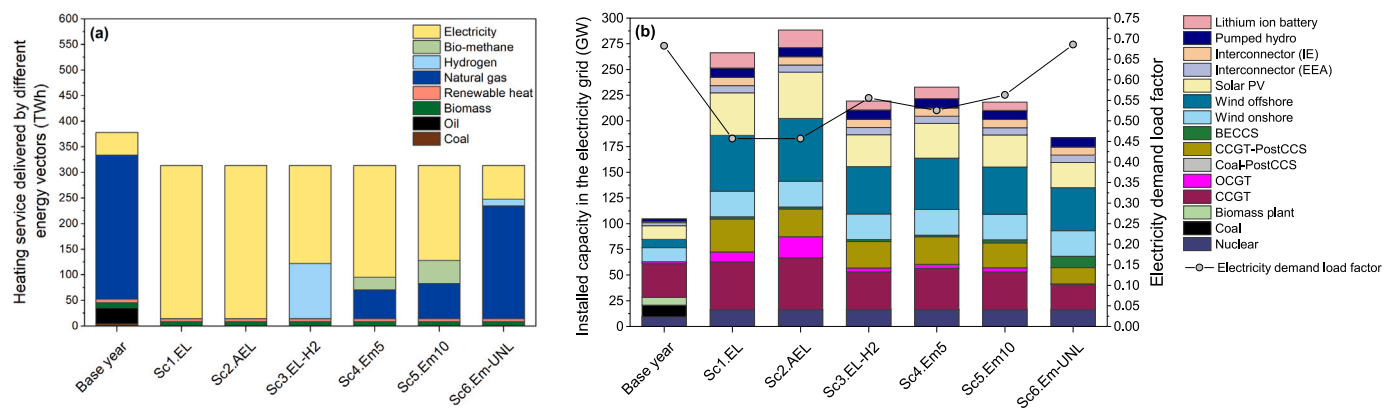 (a)
Heating service delivered by different
energy vectors (TWh)
600
550
500
450
400
350
300
250
200
150
100
50
0
Electricity
Bio-methane
Hydrogen
Natural gas
Renewable heat
Biomass
Oil
Coal
Base year
Sc1.EL
Sc2.AEL
Sc3.EL-H2
Sc4.Em5
Sc5.Em10
Sc6.Em-UNL
(b)
Installed capacity in the electricity grid (GW)
300
275
250
225
200
175
150
125
100
75
50
25
0
Base year
Sc1.EL
Sc2.AEL
Sc3.EL-H2
Sc4.Em5
Sc5.Em10
Sc6.Em-UNL
0.75
0.70
0.65
0.60
0.55
0.50
0.45
0.40
0.35
0.30
0.25
0.20
0.15
0.10
0.05
0.00
Electricity demand load factor
Lithium ion battery
Pumped hydro
Interconnector (IE)
Interconnector (EEA)
Solar PV
Wind offshore
Wind onshore
BECCS
CCGT-PostCCS
Coal-PostCCS
OCGT
CCGT
Biomass plant
Coal
Nuclear
Electricity demand load factor